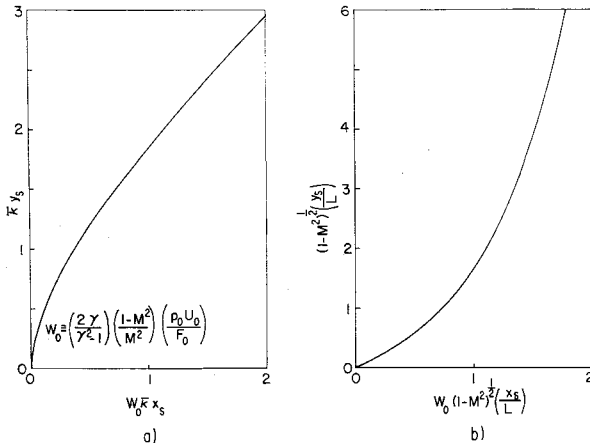 3
2
1
0
k̄ y_s
W_0 ≡ (2γ/γ²-1) (1-M²/M²) (p_0 U_0/F_0)
0
1
2
W_0 k̄ x_s
a)
6
5
4
3
2
1
0
(1-M²)^½ (y_s/L)
0
1
2
W_0 (1-M²)^½ (x_s/L)
b)